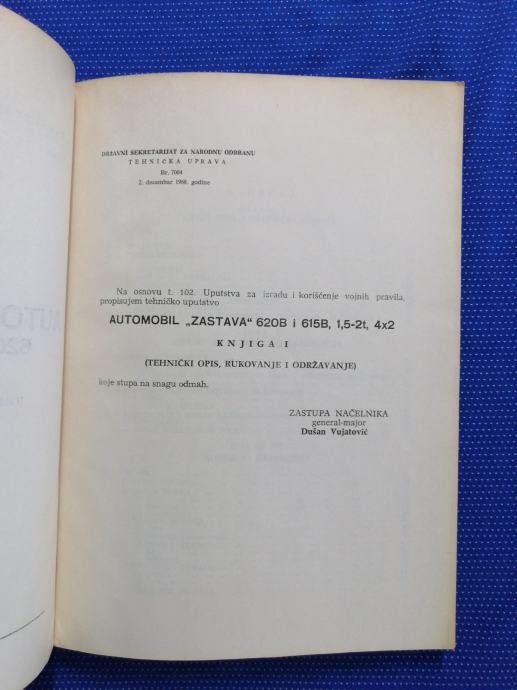 DRŽAVNI SEKRETARIJAT ZA NARODNU ODBRANU
TEHNIČKA UPRAVA
Br. 7004
2. decembar 1968. godine
Na osnovu t. 102. Uputstva za izradu i korišćenje vojnih pravila,
propisujem tehničko uputstvo
AUTOMOBIL „ZASTAVA“ 620B i 615B, 1,5-2t, 4x2
KNJIGA I
(TEHNIČKI OPIS, RUKOVANJE I ODRŽAVANJE)
koje stupa na snagu odmah.
ZASTUPA NAČELNIKA
general-major
Dušan Vujatović